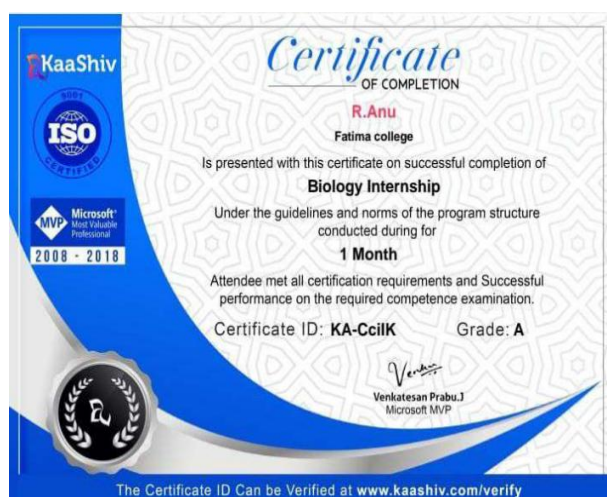 KaaShiv
9001
ISO
CERTIFIED
MVP
Microsoft
Most Valuable
Professional
2008 - 2018
Certificate
OF COMPLETION
R.Anu
Fatima college
Is presented with this certificate on successful completion of
Biology Internship
Under the guidelines and norms of the program structure
conducted during for
1 Month
Attendee met all certification requirements and Successful
performance on the required competence examination.
Certificate ID: KA-CcilK Grade: A
Venkatesan Prabu.J
Microsoft MVP
The Certificate ID Can be Verified at www.kaashiv.com/verify